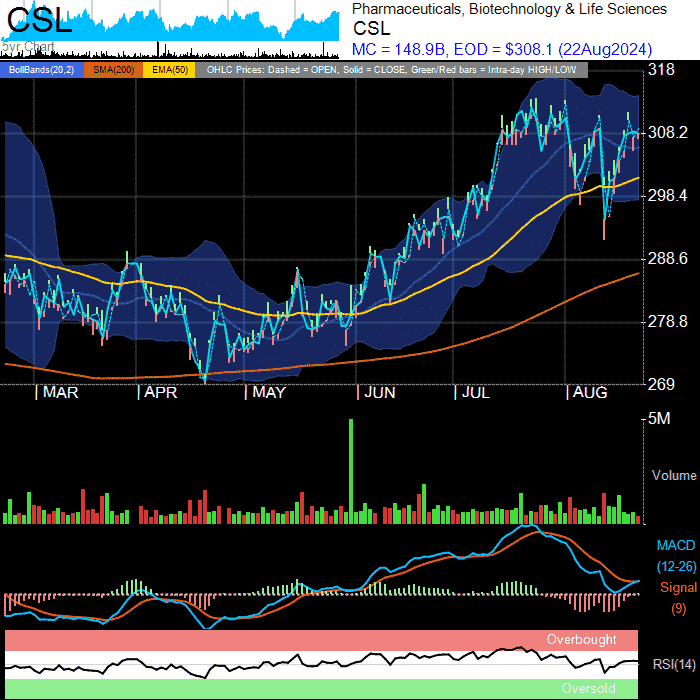 CSL
5yr Chart
Pharmaceuticals, Biotechnology & Life Sciences
CSL
MC = 148.9B, EOD = $308.1 (22Aug2024)
BollBands(20,2) SMA(200) EMA(50) OHLC Prices: Dashed = OPEN, Solid = CLOSE, Green/Red bars = Intra-day HIGH/LOW
318
308.2
298.4
288.6
278.8
269
MAR APR MAY JUN JUL AUG
5M
Volume
MACD
(12-26)
Signal
(9)
Overbought
RSI(14)
Oversold